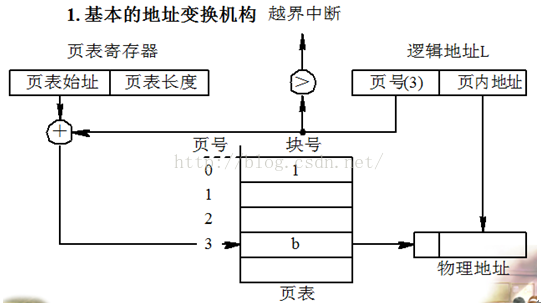 1. 基本的地址变换机构 越界中断
页表寄存器
逻辑地址L
页表始址 页表长度
>
页号(3) 页内地址
+
页号 块号
http://blog.csdn.net/
0 1
1
2
3 b
物理地址
页表